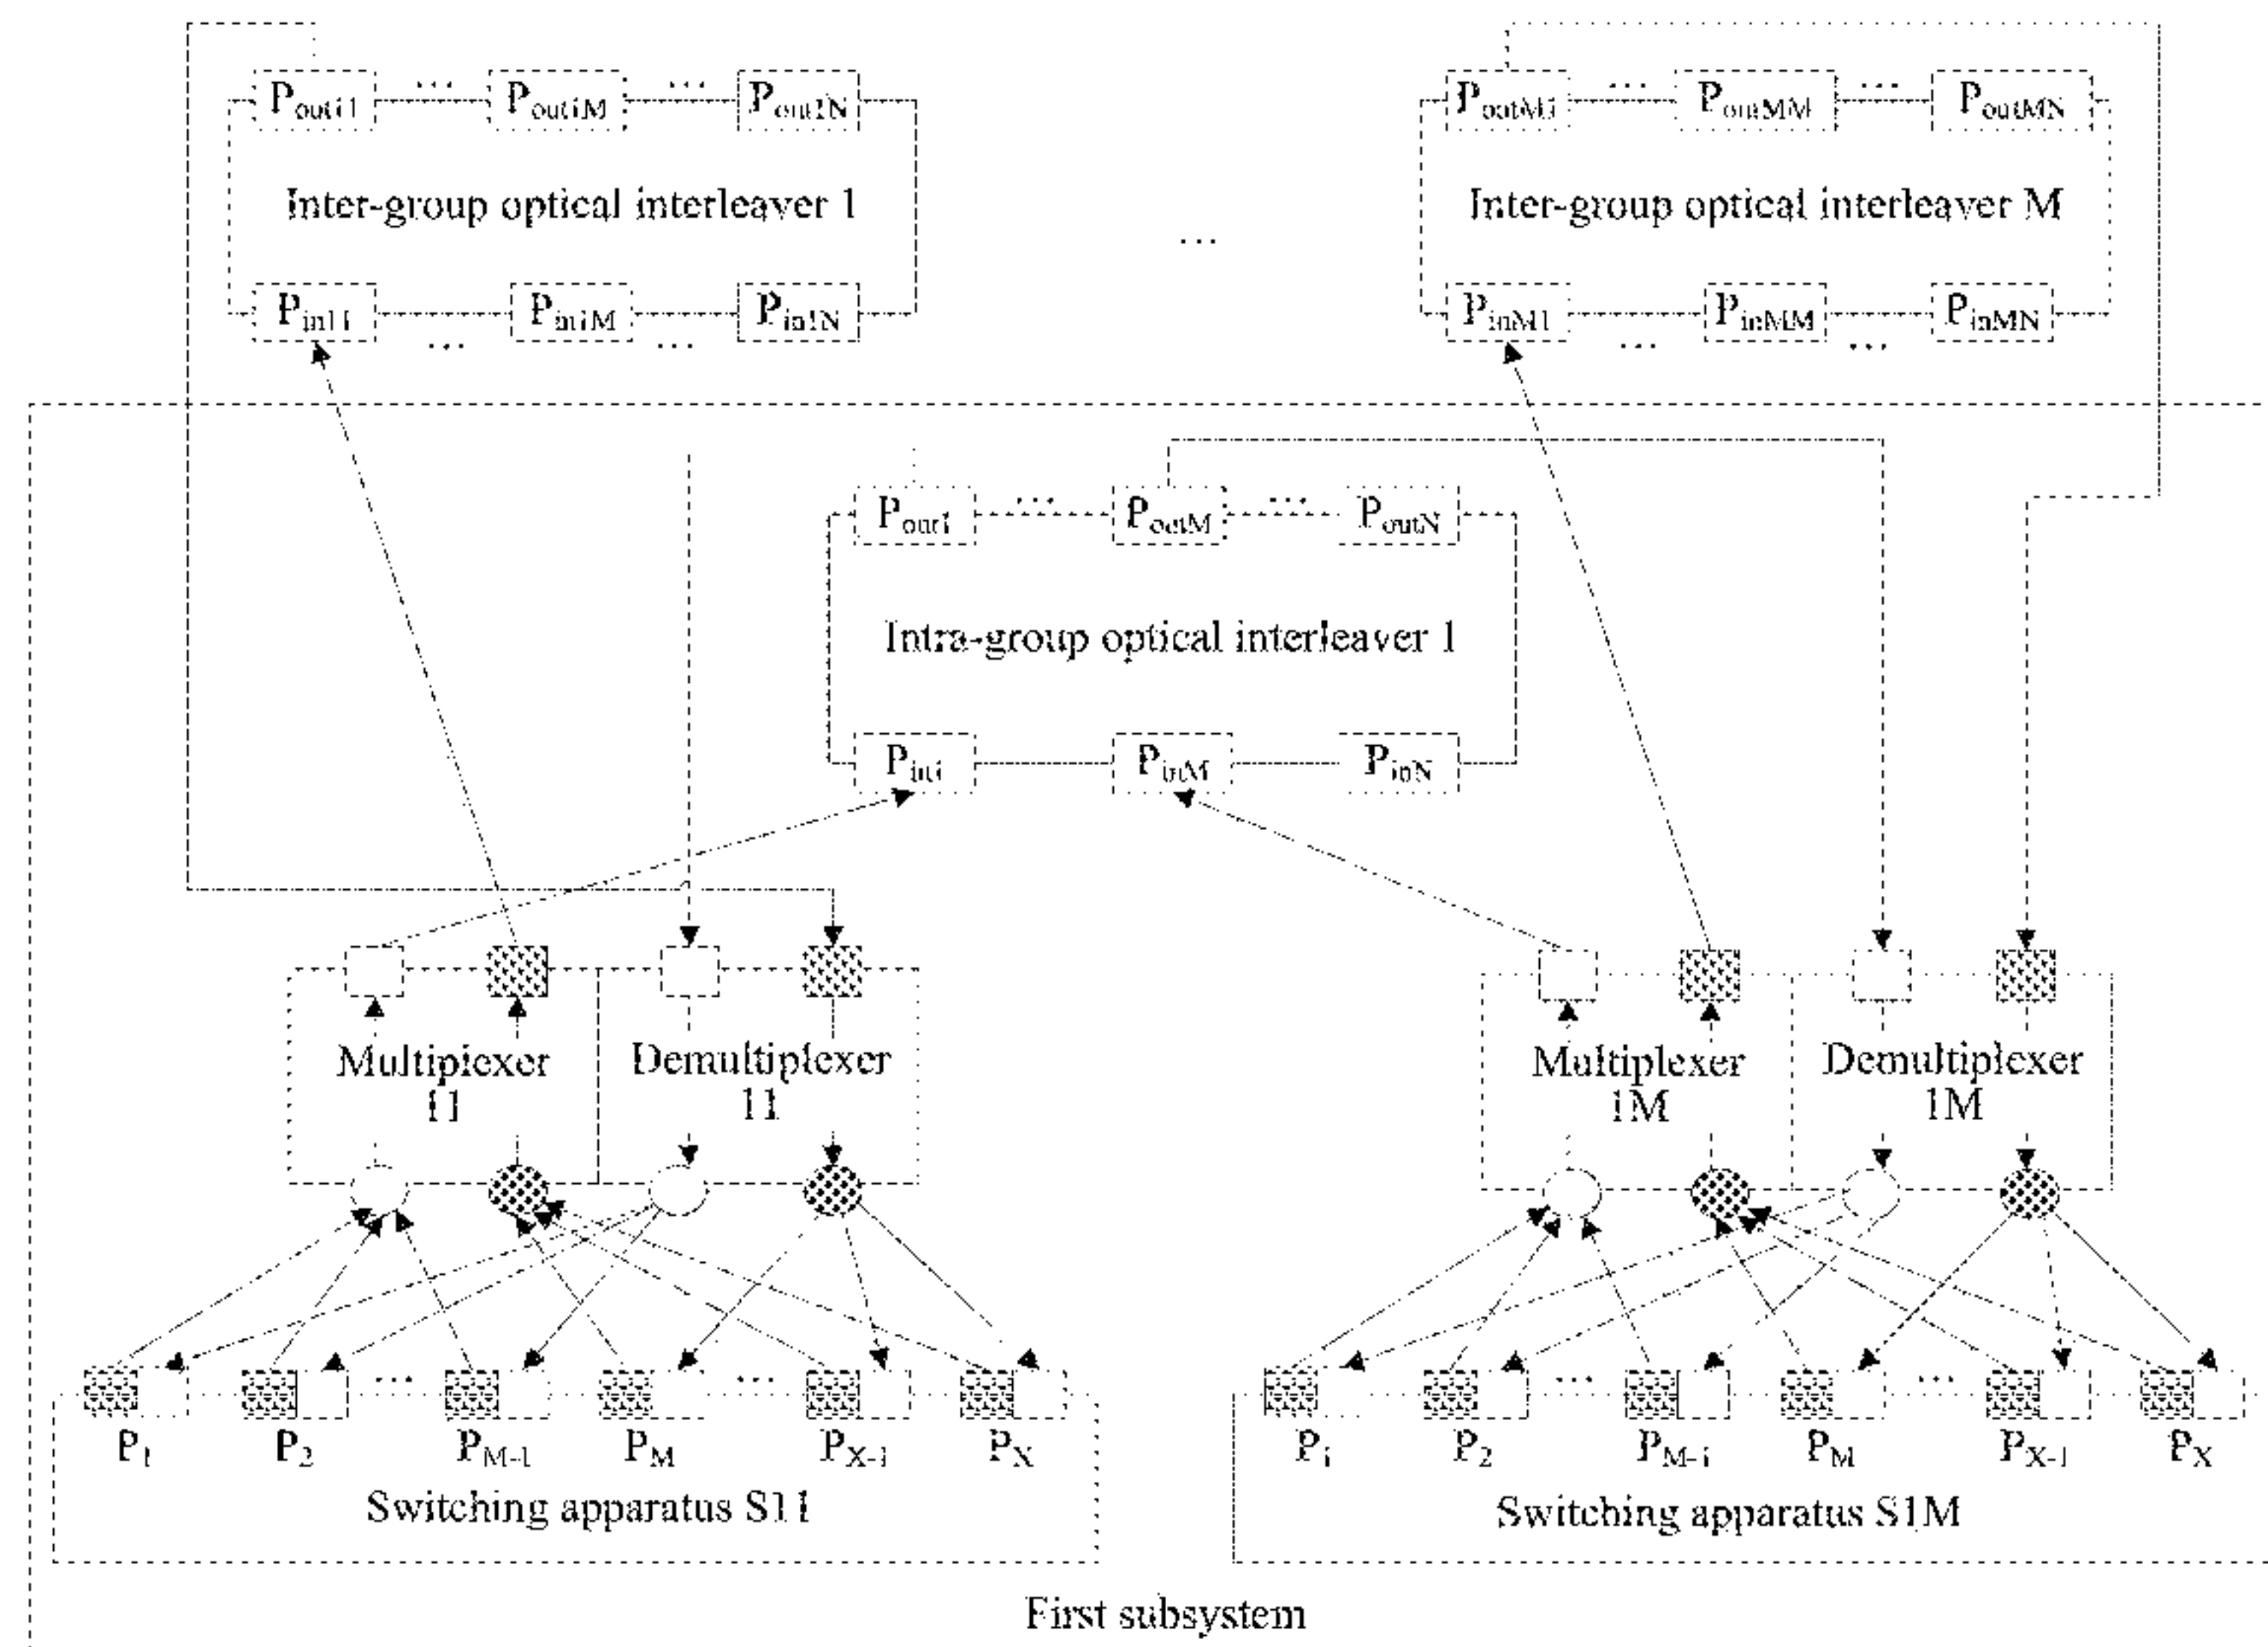 Pout11 ... Pout1M ... Pout1N PoutM1 ... PoutMM ... PoutMN
Inter-group optical interleaver 1 Inter-group optical interleaver M
...
Pin11 ... Pin1M ... Pin1N PinM1 ... PinMM ... PinMN
Pout1 ... PoutM ... PoutN
Intra-group optical interleaver 1
Pin1 PinM PinN
Multiplexer Demultiplexer Multiplexer Demultiplexer
11 11 1M 1M
... ... ... ...
P1 P2 PM-1 PM PX-1 PX P1 P2 PM-1 PM PX-1 PX
Switching apparatus S11 Switching apparatus S1M
First subsystem